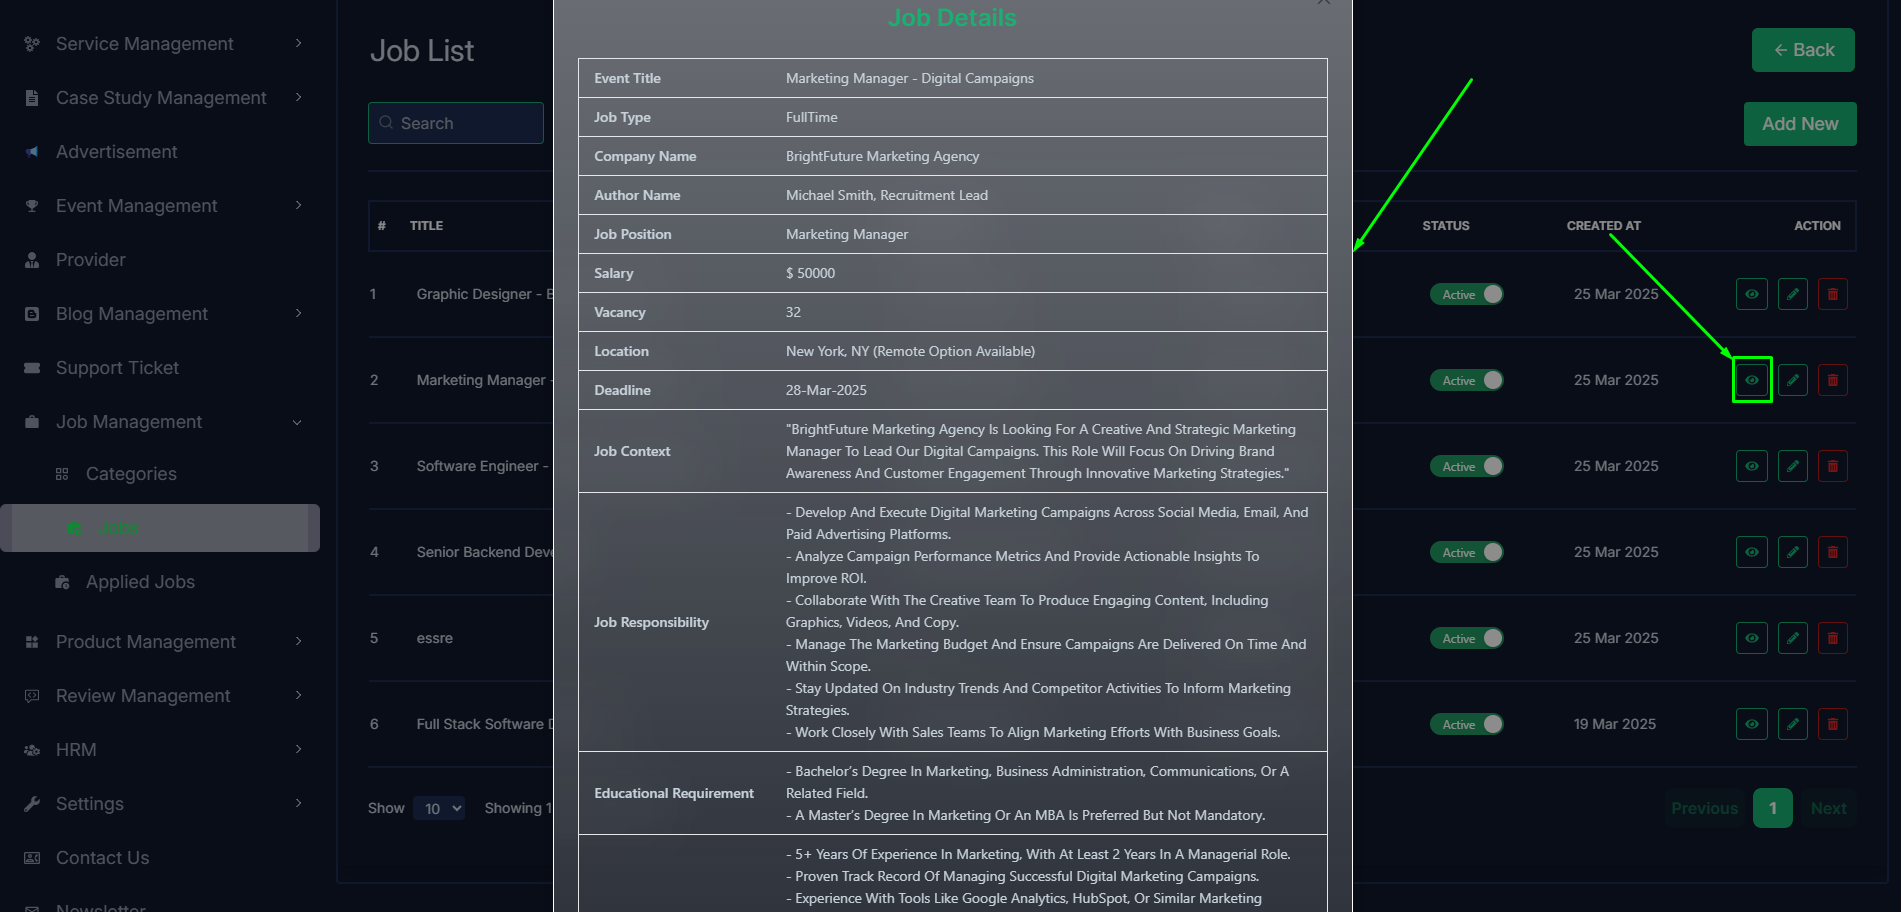 Service Management
Case Study Management
Advertisement
Event Management
Provider
Blog Management
Support Ticket
Job Management
Categories
Jobs
Applied Jobs
Product Management
Review Management
HRM
Settings
Contact Us
Newsletter
Job List
Back
Search
Add New
# TITLE STATUS CREATED AT ACTION
1 Graphic Designer - Active 25 Mar 2025
2 Marketing Manager - Active 25 Mar 2025
3 Software Engineer - Active 25 Mar 2025
4 Senior Backend Active 25 Mar 2025
5 essre Active 25 Mar 2025
6 Full Stack Software Active 19 Mar 2025
Show 10 Showing 1
Previous 1 Next
Job Details
Event Title Marketing Manager - Digital Campaigns
Job Type FullTime
Company Name BrightFuture Marketing Agency
Author Name Michael Smith, Recruitment Lead
Job Position Marketing Manager
Salary $ 50000
Vacancy 32
Location New York, NY (Remote Option Available)
Deadline 28-Mar-2025
Job Context
"BrightFuture Marketing Agency Is Looking For A Creative And Strategic Marketing
Manager To Lead Our Digital Campaigns. This Role Will Focus On Driving Brand
Awareness And Customer Engagement Through Innovative Marketing Strategies."
Job Responsibility
- Develop And Execute Digital Marketing Campaigns Across Social Media, Email, And
Paid Advertising Platforms.
- Analyze Campaign Performance Metrics And Provide Actionable Insights To
Improve ROI.
- Collaborate With The Creative Team To Produce Engaging Content, Including
Graphics, Videos, And Copy.
- Manage The Marketing Budget And Ensure Campaigns Are Delivered On Time And
Within Scope.
- Stay Updated On Industry Trends And Competitor Activities To Inform Marketing
Strategies.
- Work Closely With Sales Teams To Align Marketing Efforts With Business Goals.
Educational Requirement
- Bachelor's Degree In Marketing, Business Administration, Communications, Or A
Related Field.
- A Master's Degree In Marketing Or An MBA Is Preferred But Not Mandatory.
- 5+ Years Of Experience In Marketing, With At Least 2 Years In A Managerial Role.
- Proven Track Record Of Managing Successful Digital Marketing Campaigns.
- Experience With Tools Like Google Analytics, HubSpot, Or Similar Marketing